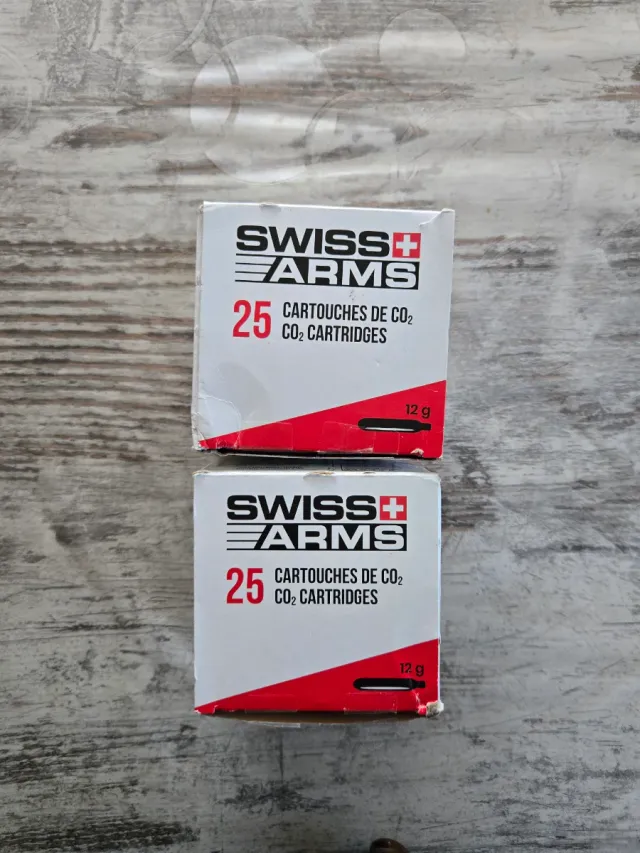 SWISS
ARMS
25 CARTOUCHES DE CO₂
CO₂ CARTRIDGES
12 g
SWISS
ARMS
25 CARTOUCHES DE CO₂
CO₂ CARTRIDGES
12 g